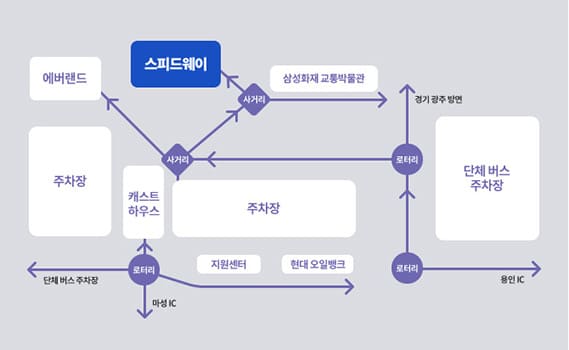 스피드웨이
에버랜드
삼성화재 교통박물관
사거리
경기 광주 방면
사거리
로터리
주차장
캐스트
하우스
주차장
단체 버스
주차장
로터리
지원센터
현대 오일뱅크
로터리
단체 버스 주차장
용인 IC
마성 IC